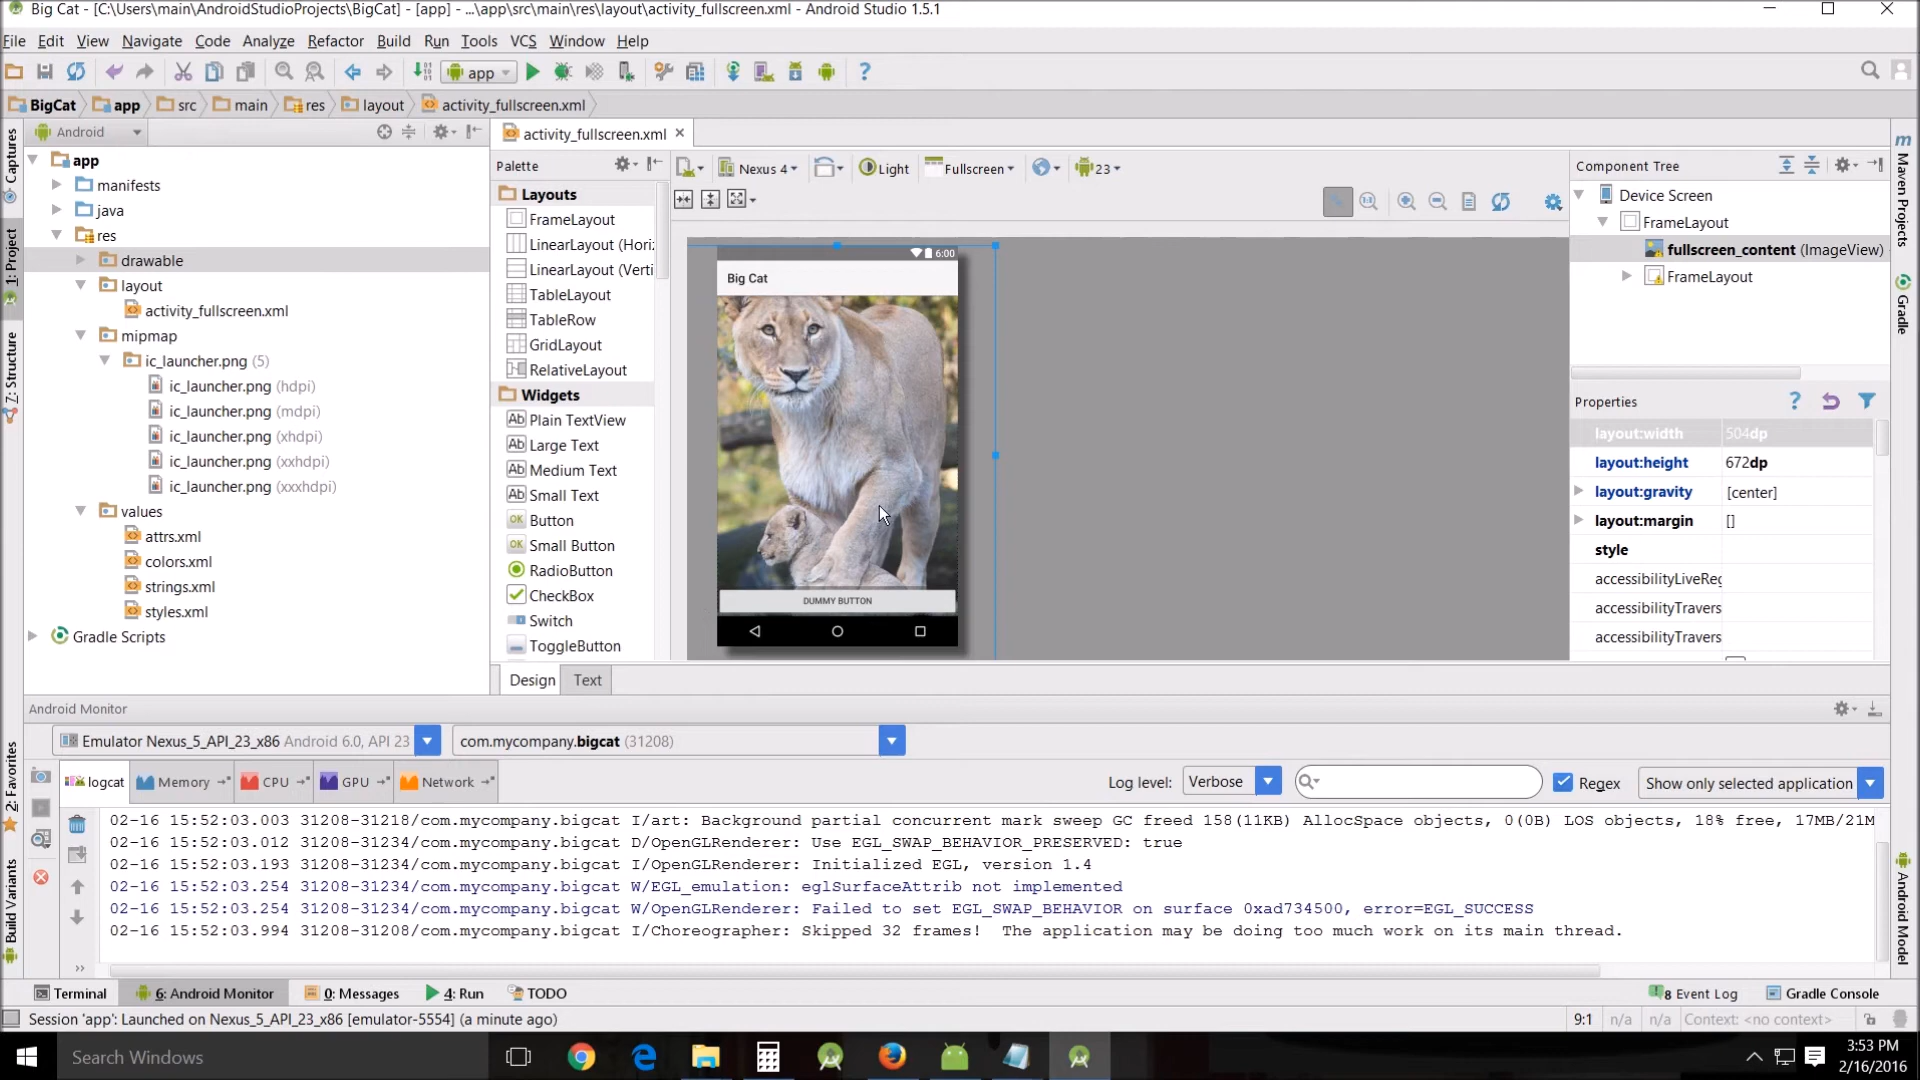 Big Cat - [C:\Users\main\AndroidStudioProjects\BigCat] - [app] - ...\app\src\main\res\layout\activity_fullscreen.xml - Android Studio 1.5.1
File Edit View Navigate Code Analyze Refactor Build Run Tools VCS Window Help
app
BigCat app src main res layout activity_fullscreen.xml
Captures
1: Project
7: Structure
2: Favorites
Build Variants
Android
app
manifests
java
res
drawable
layout
activity_fullscreen.xml
mipmap
ic_launcher.png (5)
ic_launcher.png (hdpi)
ic_launcher.png (mdpi)
ic_launcher.png (xhdpi)
ic_launcher.png (xxhdpi)
ic_launcher.png (xxxhdpi)
values
attrs.xml
colors.xml
strings.xml
styles.xml
Gradle Scripts
activity_fullscreen.xml
Palette
Layouts
FrameLayout
LinearLayout (Horiz
LinearLayout (Verti
TableLayout
TableRow
GridLayout
RelativeLayout
Widgets
Plain TextView
Large Text
Medium Text
Small Text
Button
Small Button
RadioButton
CheckBox
Switch
ToggleButton
Nexus 4 Light Fullscreen 23
6:00
Big Cat
DUMMY BUTTON
Design Text
Component Tree
Device Screen
FrameLayout
fullscreen_content (ImageView)
FrameLayout
Properties
layout:width 504dp
layout:height 672dp
layout:gravity [center]
layout:margin []
style
accessibilityLiveReg
accessibilityTravers
accessibilityTravers
Maven Projects
Gradle
Android Model
Android Monitor
Emulator Nexus_5_API_23_x86 Android 6.0, API 23 com.mycompany.bigcat (31208)
logcat Memory CPU GPU Network Log level: Verbose Regex Show only selected application
02-16 15:52:03.003 31208-31218/com.mycompany.bigcat I/art: Background partial concurrent mark sweep GC freed 158(11KB) AllocSpace objects, 0(0B) LOS objects, 18% free, 17MB/21M
02-16 15:52:03.012 31208-31234/com.mycompany.bigcat D/OpenGLRenderer: Use EGL_SWAP_BEHAVIOR_PRESERVED: true
02-16 15:52:03.193 31208-31234/com.mycompany.bigcat I/OpenGLRenderer: Initialized EGL, version 1.4
02-16 15:52:03.254 31208-31234/com.mycompany.bigcat W/EGL_emulation: eglSurfaceAttrib not implemented
02-16 15:52:03.254 31208-31234/com.mycompany.bigcat W/OpenGLRenderer: Failed to set EGL_SWAP_BEHAVIOR on surface 0xad734500, error=EGL_SUCCESS
02-16 15:52:03.994 31208-31208/com.mycompany.bigcat I/Choreographer: Skipped 32 frames! The application may be doing too much work on its main thread.
Terminal 6: Android Monitor 0: Messages 4: Run TODO 8 Event Log Gradle Console
Session 'app': Launched on Nexus_5_API_23_x86 [emulator-5554] (a minute ago) 9:1 n/a n/a Context: <no context>
Search Windows
3:53 PM
2/16/2016